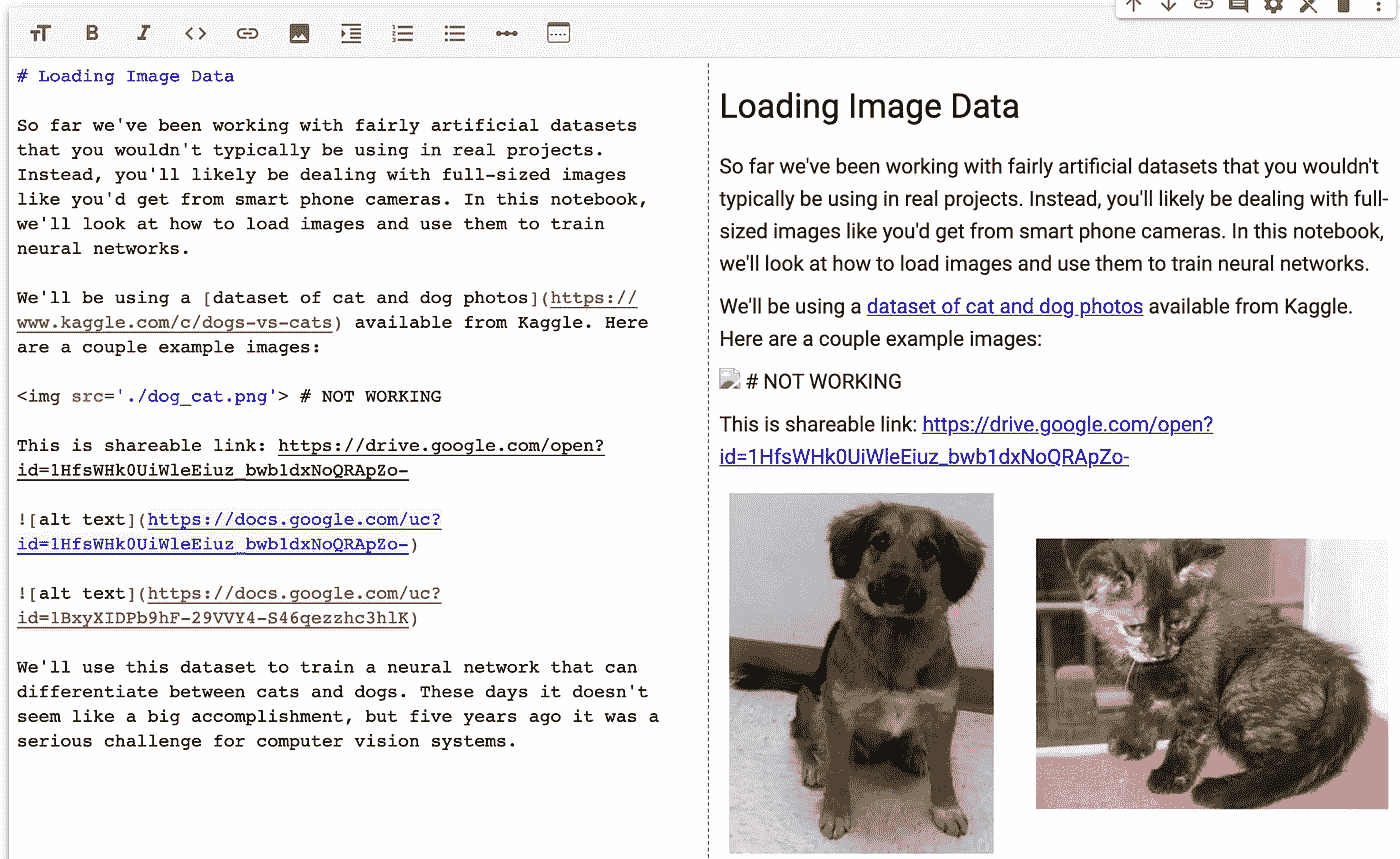 # Loading Image Data
So far we've been working with fairly artificial datasets
that you wouldn't typically be using in real projects.
Instead, you'll likely be dealing with full-sized images
like you'd get from smart phone cameras. In this notebook,
we'll look at how to load images and use them to train
neural networks.
We'll be using a [dataset of cat and dog photos](https://
www.kaggle.com/c/dogs-vs-cats) available from Kaggle. Here
are a couple example images:
<img src='./dog_cat.png'> # NOT WORKING
This is shareable link: https://drive.google.com/open?
id=1HfsWHk0UiWleEiuz_bwb1dxNoQRApZo-
![alt text](https://docs.google.com/uc?
id=1HfsWHk0UiWleEiuz_bwb1dxNoQRApZo-)
![alt text](https://docs.google.com/uc?
id=1BxyXIDPb9hF-29VVY4-S46qezzhc3hlK)
We'll use this dataset to train a neural network that can
differentiate between cats and dogs. These days it doesn't
seem like a big accomplishment, but five years ago it was a
serious challenge for computer vision systems.
Loading Image Data
So far we've been working with fairly artificial datasets that you wouldn't
typically be using in real projects. Instead, you'll likely be dealing with full-
sized images like you'd get from smart phone cameras. In this notebook,
we'll look at how to load images and use them to train neural networks.
We'll be using a dataset of cat and dog photos available from Kaggle.
Here are a couple example images:
# NOT WORKING
This is shareable link: https://drive.google.com/open?
id=1HfsWHk0UiWleEiuz_bwb1dxNoQRApZo-